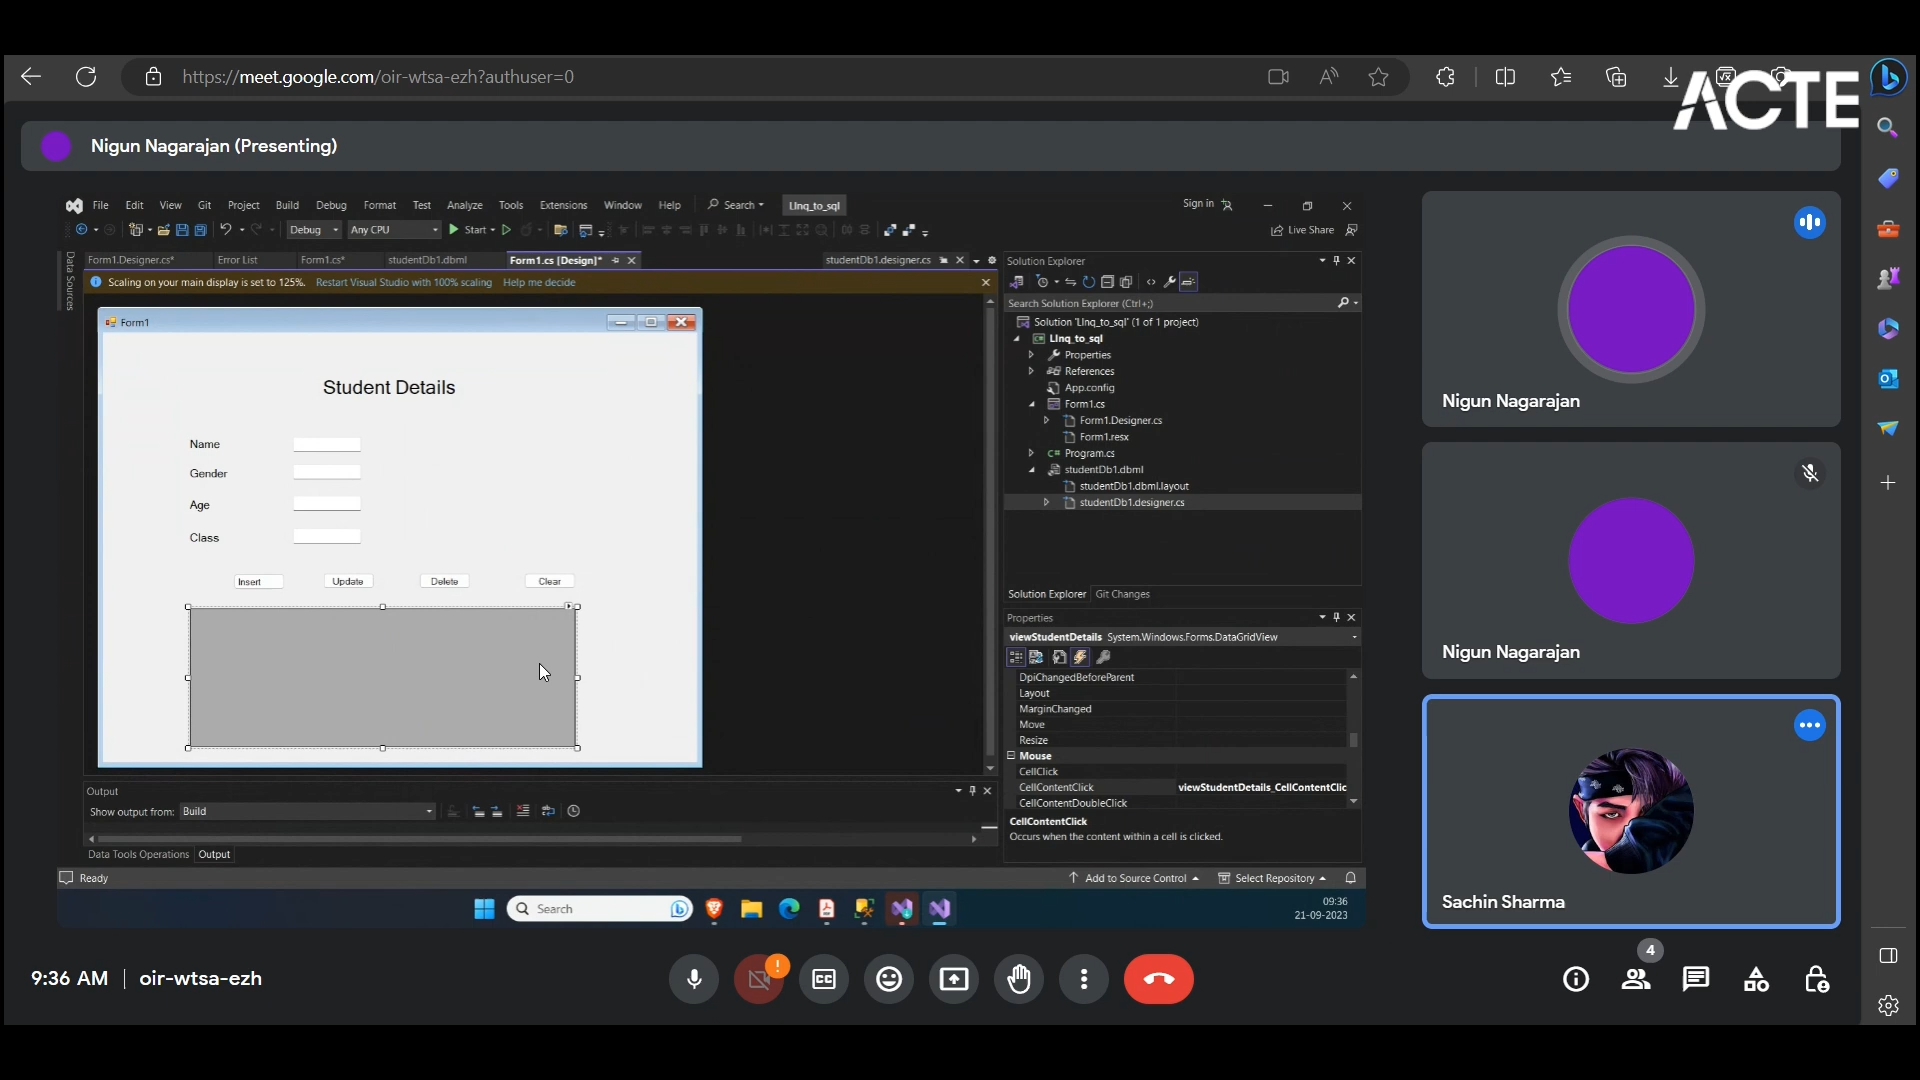 https://meet.google.com/oir-wtsa-ezh?authuser=0
ACTE
Nigun Nagarajan (Presenting)
File Edit View Git Project Build Debug Format Test Analyze Tools Extensions Window Help Search LInq_to_sql Sign in
Debug Any CPU Start Live Share
Data Sources
Form1.Designer.cs* Error List Form1.cs* studentDb1.dbml Form1.cs [Design]* studentDb1.designer.cs
Scaling on your main display is set to 125%. Restart Visual Studio with 100% scaling Help me decide
Form1
Student Details
Name
Gender
Age
Class
Insert Update Delete Clear
Output
Show output from: Build
Data Tools Operations Output
Ready
Solution Explorer
Search Solution Explorer (Ctrl+;)
Solution 'LInq_to_sql' (1 of 1 project)
LInq_to_sql
Properties
References
App.config
Form1.cs
Form1.Designer.cs
Form1.resx
C# Program.cs
studentDb1.dbml
studentDb1.dbml.layout
studentDb1.designer.cs
Solution Explorer Git Changes
Properties
viewStudentDetails System.Windows.Forms.DataGridView
DpiChangedBeforeParent
Layout
MarginChanged
Move
Resize
Mouse
CellClick
CellContentClick viewStudentDetails_CellContentClic
CellContentDoubleClick
CellContentClick
Occurs when the content within a cell is clicked.
Add to Source Control Select Repository
Search
09:36
21-09-2023
Nigun Nagarajan
Nigun Nagarajan
Sachin Sharma
9:36 AM | oir-wtsa-ezh
CC
4